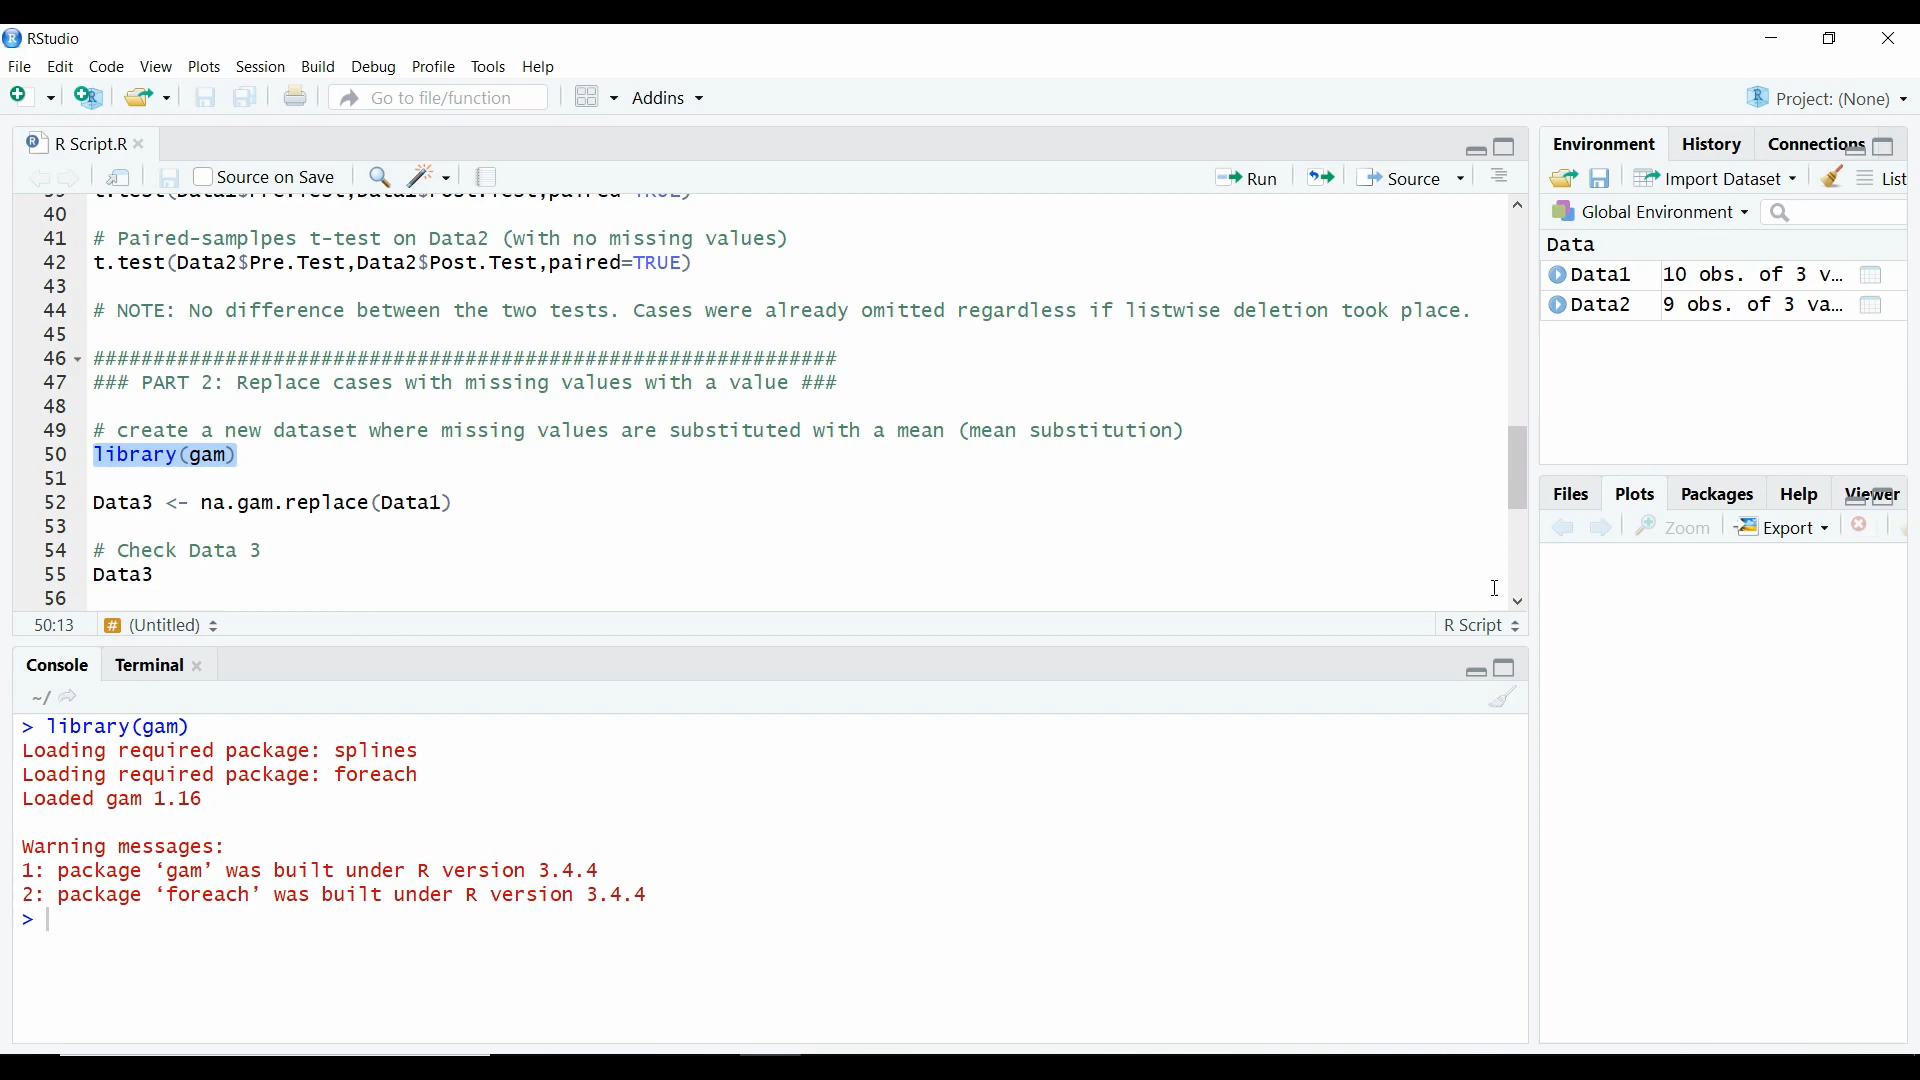 RStudio
File Edit Code View Plots Session Build Debug Profile Tools Help
Go to file/function Addins Project: (None)
R Script.R
Source on Save Run Source
40
41 # Paired-samplpes t-test on Data2 (with no missing values)
42 t.test(Data2$Pre.Test,Data2$Post.Test,paired=TRUE)
43
44 # NOTE: No difference between the two tests. Cases were already omitted regardless if listwise deletion took place.
45
46 ##############################################################
47 ### PART 2: Replace cases with missing values with a value ###
48
49 # create a new dataset where missing values are substituted with a mean (mean substitution)
50 library(gam)
51
52 Data3 <- na.gam.replace(Data1)
53
54 # Check Data 3
55 Data3
56
50:13 (Untitled) R Script
Console Terminal
~/
> library(gam)
Loading required package: splines
Loading required package: foreach
Loaded gam 1.16
Warning messages:
1: package ‘gam’ was built under R version 3.4.4
2: package ‘foreach’ was built under R version 3.4.4
>
Environment History Connections
Import Dataset List
Global Environment
Data
Data1 10 obs. of 3 v...
Data2 9 obs. of 3 va...
Files Plots Packages Help Viewer
Zoom Export